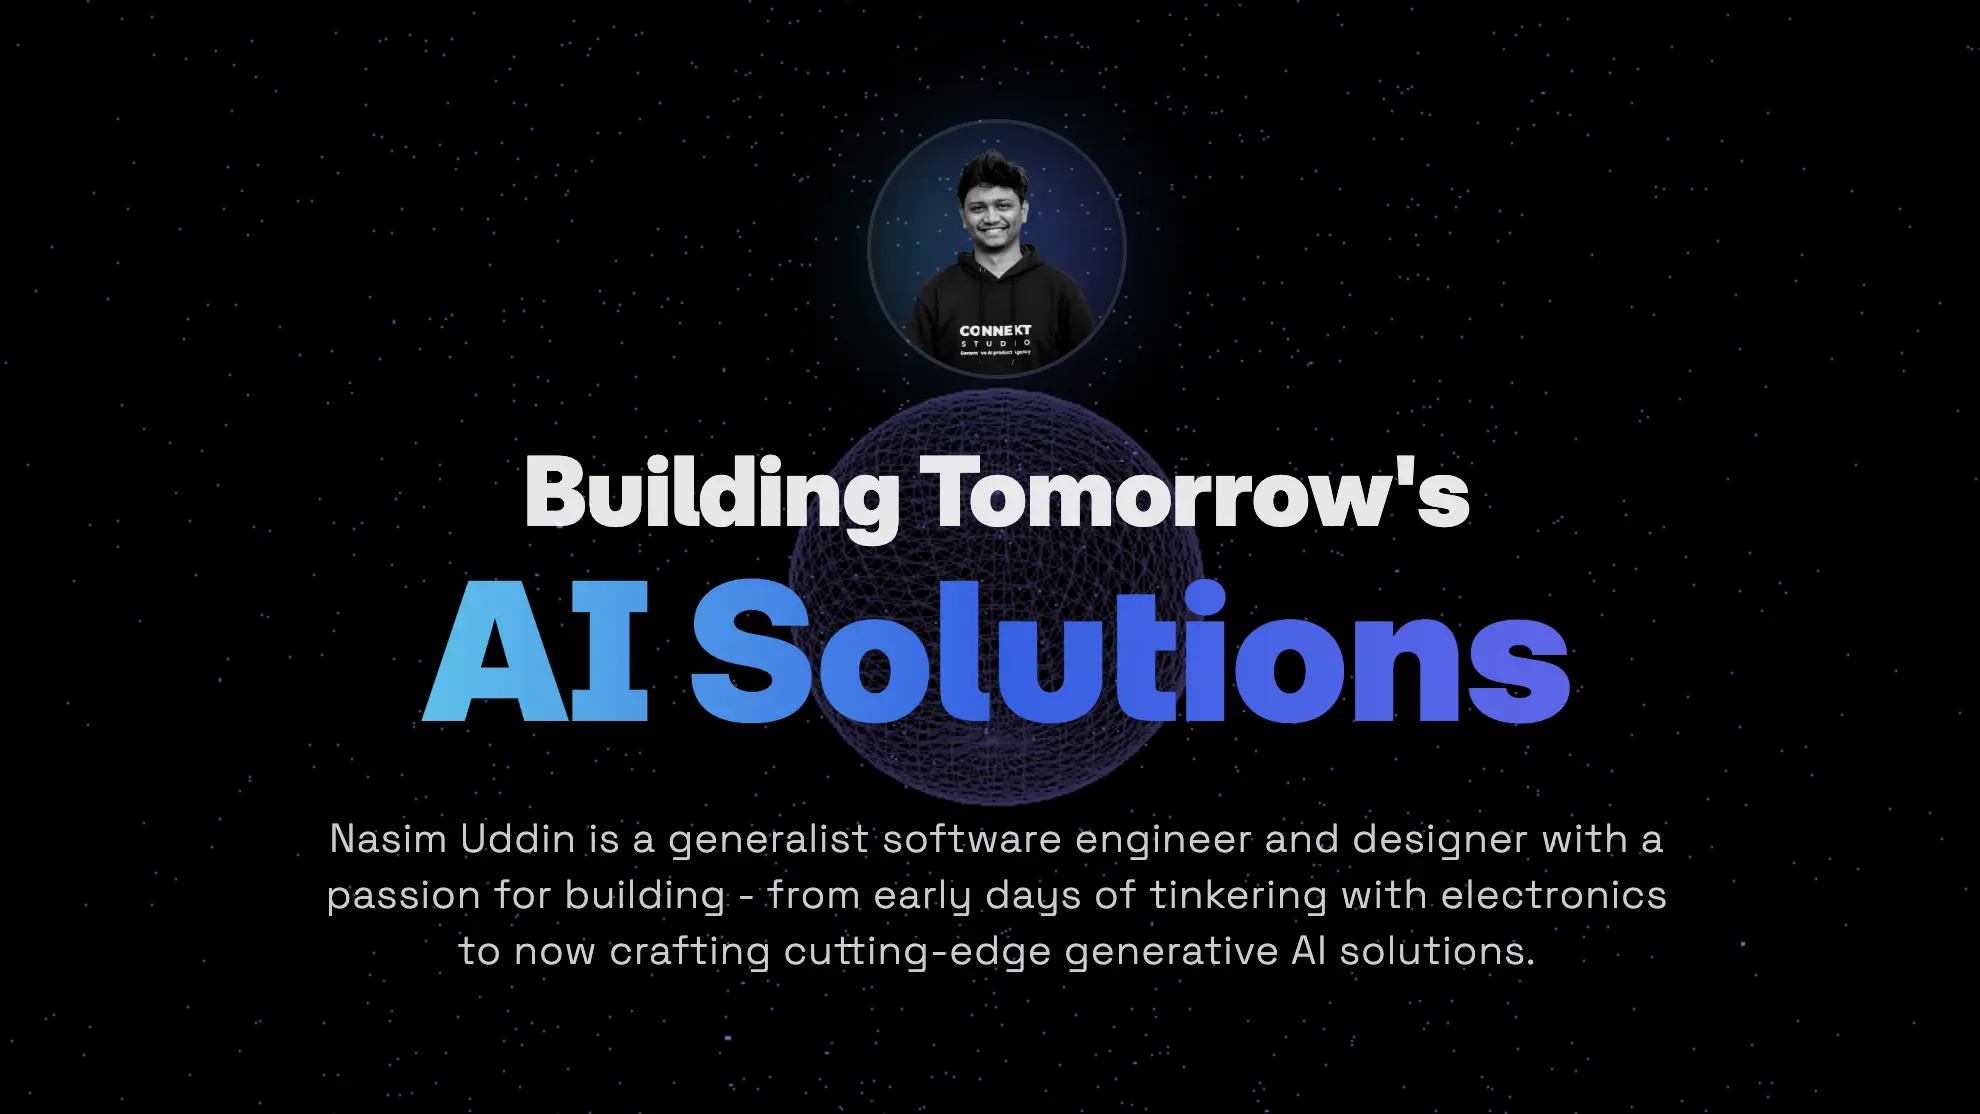 CONNEKT
STUDIO
Building Tomorrow's
AI Solutions
Nasim Uddin is a generalist software engineer and designer with a
passion for building - from early days of tinkering with electronics
to now crafting cutting-edge generative AI solutions.